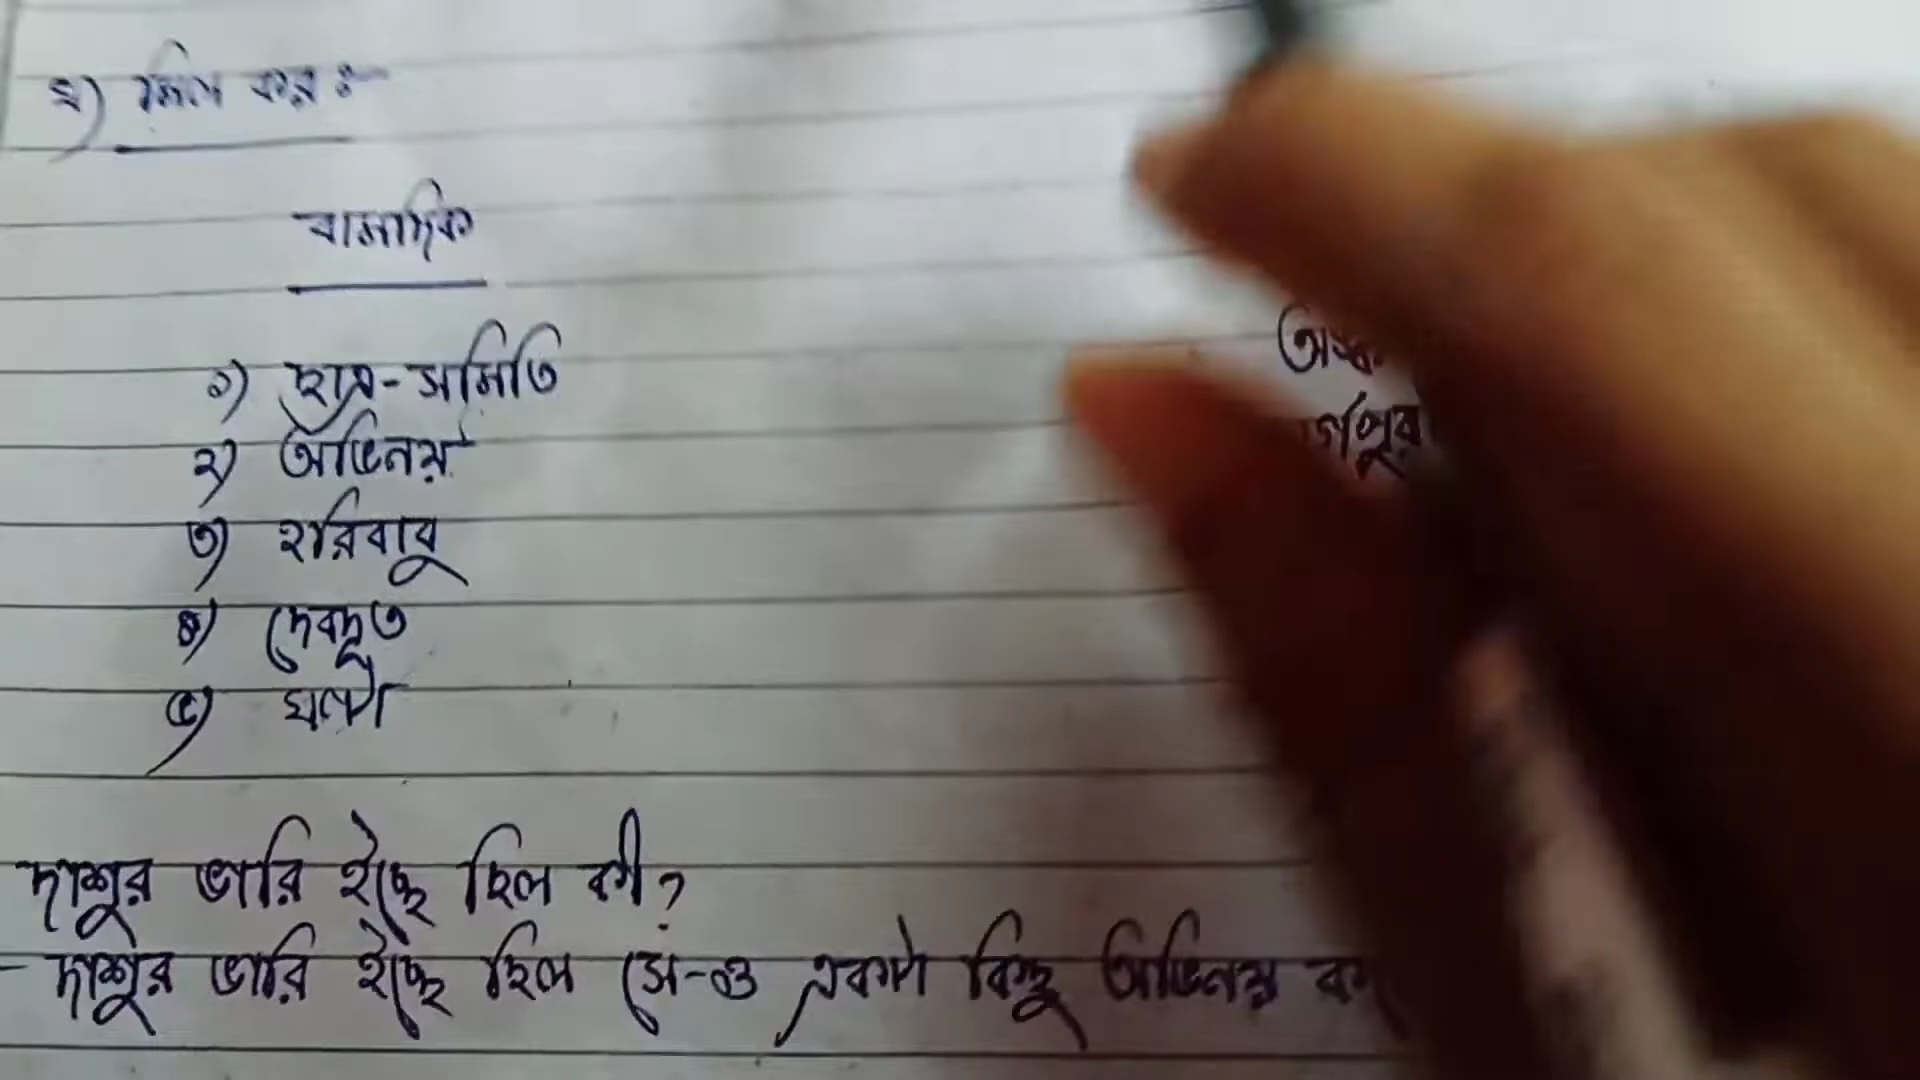 ২) মিল কর ঃ-
বামদিক
১) ছাত্র-সমিতি
২) অভিনয়
৩) হরিবাবু
৪) দেবদূত
৫) ঘণ্টা
দাশুর ভারি ইচ্ছে ছিল কী?
- দাশুর ভারি ইচ্ছে ছিল সে-ও একটা কিছু অভিনয়